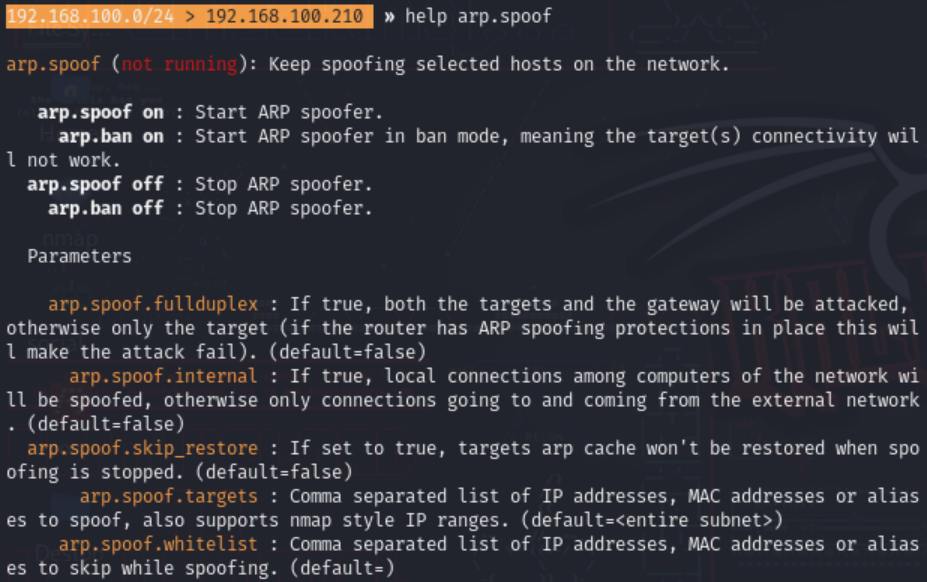 192.168.100.0/24 > 192.168.100.210 » help arp.spoof
arp.spoof (not running): Keep spoofing selected hosts on the network.
arp.spoof on : Start ARP spoofer.
arp.ban on : Start ARP spoofer in ban mode, meaning the target(s) connectivity wil
l not work.
arp.spoof off : Stop ARP spoofer.
arp.ban off : Stop ARP spoofer.
Parameters
arp.spoof.fullduplex : If true, both the targets and the gateway will be attacked,
otherwise only the target (if the router has ARP spoofing protections in place this wil
l make the attack fail). (default=false)
arp.spoof.internal : If true, local connections among computers of the network wi
ll be spoofed, otherwise only connections going to and coming from the external network
. (default=false)
arp.spoof.skip_restore : If set to true, targets arp cache won't be restored when spo
ofing is stopped. (default=false)
arp.spoof.targets : Comma separated list of IP addresses, MAC addresses or alias
es to spoof, also supports nmap style IP ranges. (default=<entire subnet>)
arp.spoof.whitelist : Comma separated list of IP addresses, MAC addresses or alias
es to skip while spoofing. (default=)